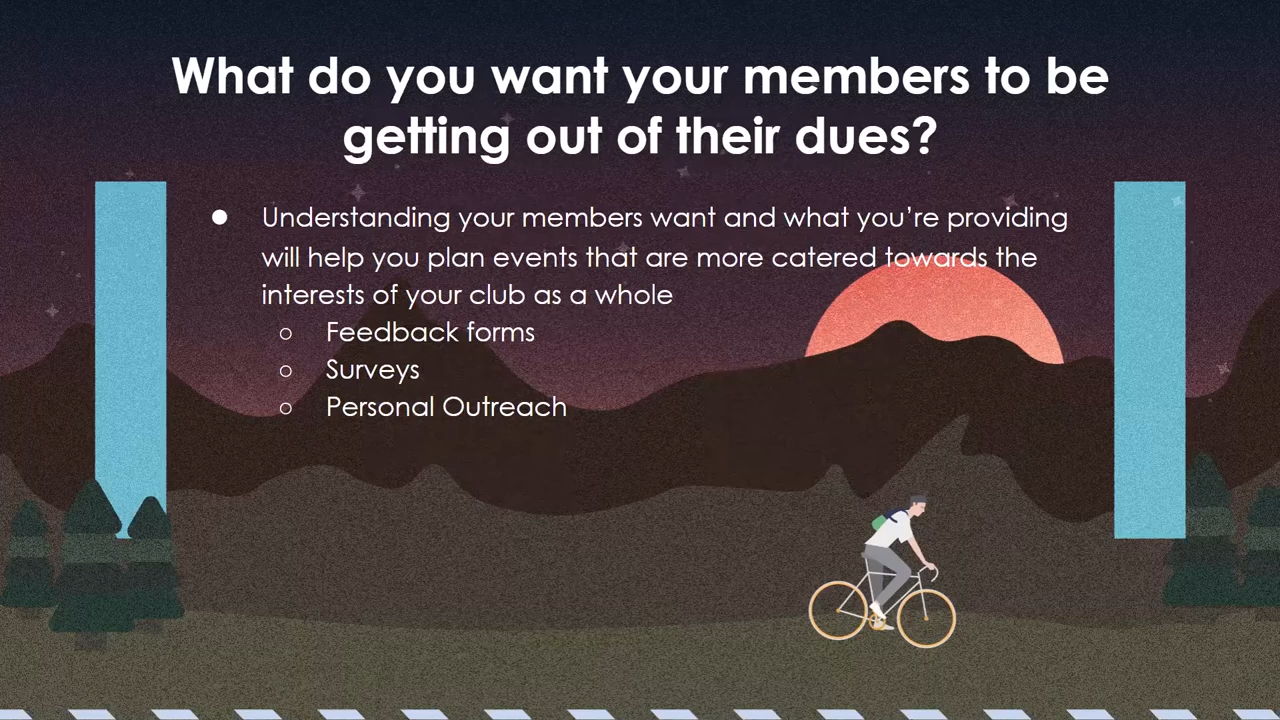 What do you want your members to be
getting out of their dues?
● Understanding your members want and what you’re providing
will help you plan events that are more catered towards the
interests of your club as a whole
○ Feedback forms
○ Surveys
○ Personal Outreach